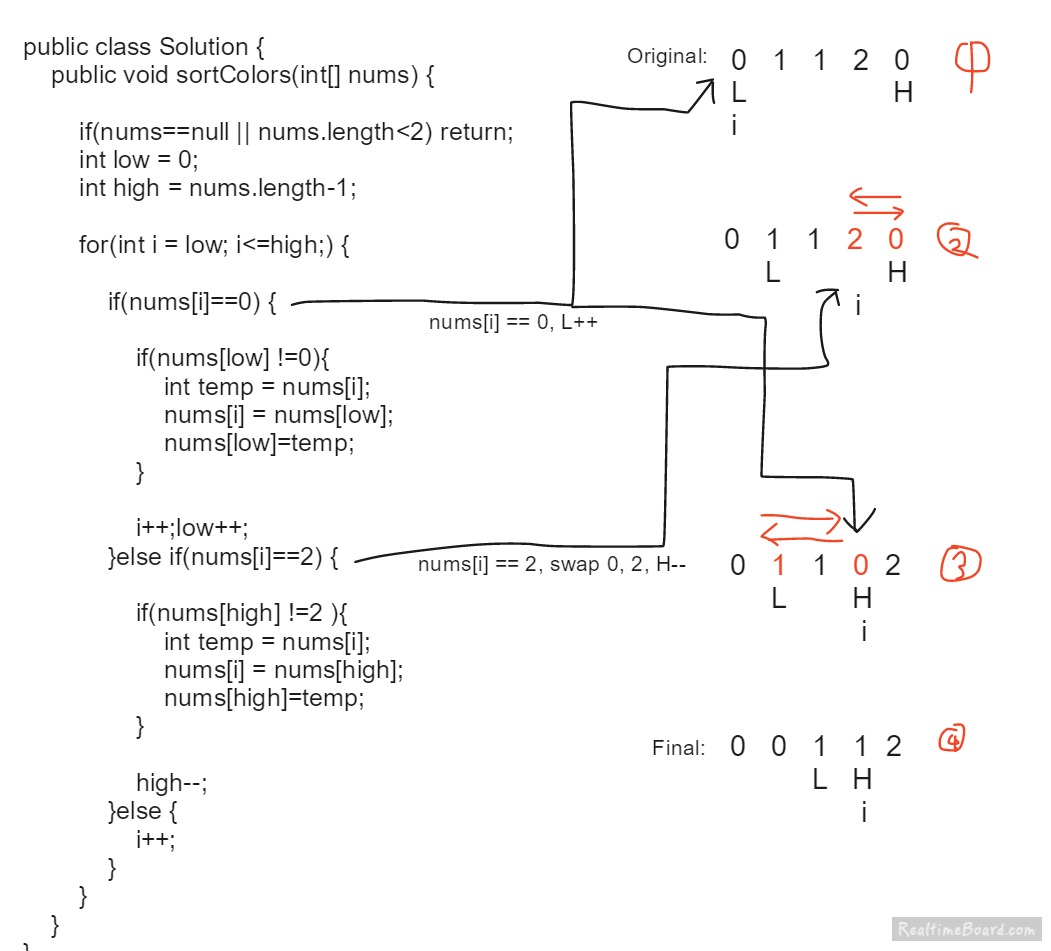 public class Solution {
public void sortColors(int[] nums) {
if(nums==null || nums.length<2) return;
int low = 0;
int high = nums.length-1;
for(int i = low; i<=high;) {
if(nums[i]==0) {
nums[i] == 0, L++
if(nums[low] !=0){
int temp = nums[i];
nums[i] = nums[low];
nums[low]=temp;
}
i++;low++;
}else if(nums[i]==2) {
nums[i] == 2, swap 0, 2, H--
if(nums[high] !=2 ){
int temp = nums[i];
nums[i] = nums[high];
nums[high]=temp;
}
high--;
}else {
i++;
}
}
}
}
Original: 0 1 1 2 0 1
L H
i
0 1 1 2 0 2
L H
i
0 1 1 0 2 3
L H
i
Final: 0 0 1 1 2 4
L H
i
RealtimeBoard.com